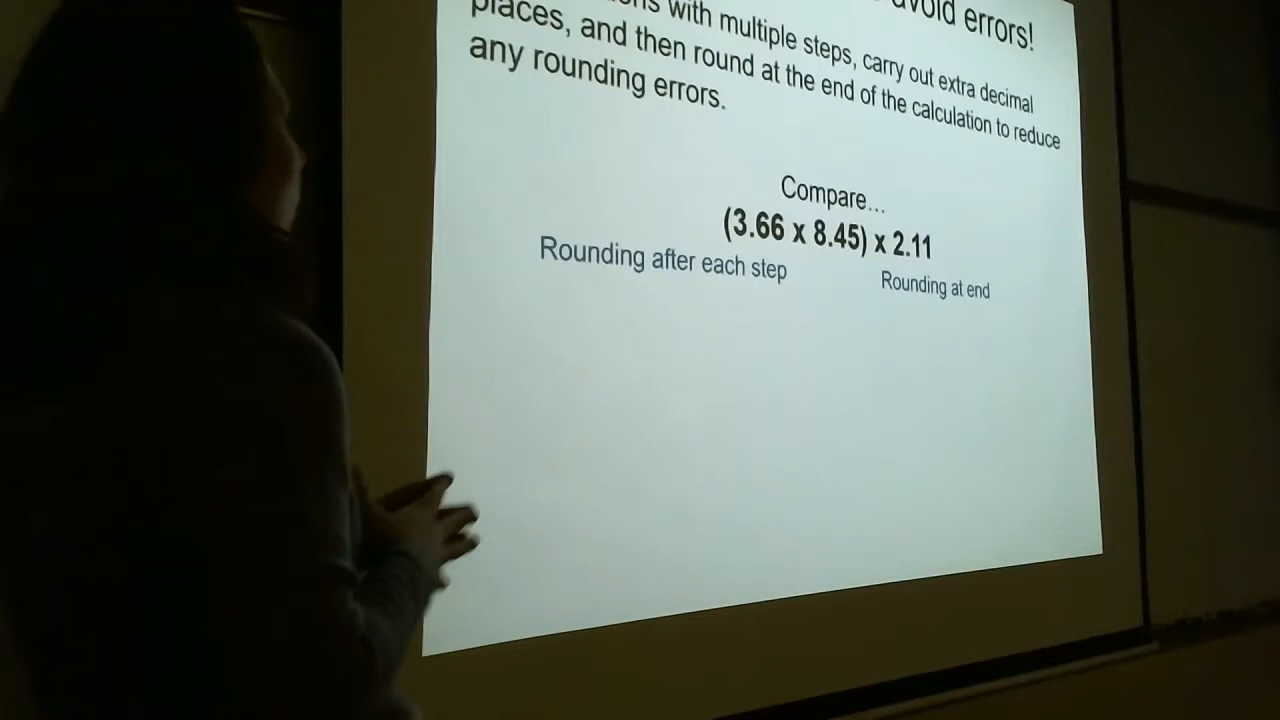 avoid errors!
with multiple steps, carry out extra decimal
places, and then round at the end of the calculation to reduce
any rounding errors.
Compare...
(3.66 x 8.45) x 2.11
Rounding after each step
Rounding at end